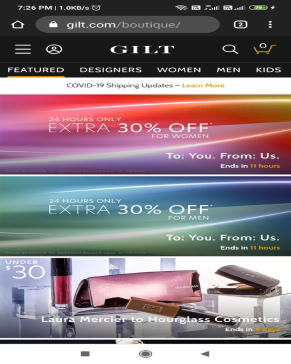 7:26 PM | 1.0KB/s
gilt.com/boutique/
2
GILT
0
FEATURED DESIGNERS WOMEN MEN KIDS
COVID-19 Shipping Updates – Learn More
24 HOURS ONLY
EXTRA 30% OFF*
FOR WOMEN
To: You. From: Us.
Ends in 11 hours
24 HOURS ONLY
EXTRA 30% OFF*
FOR MEN
To: You. From: Us.
Ends in 11 hours
UNDER
$30
Laura Mercier to Hourglass Cosmetics
Ends in